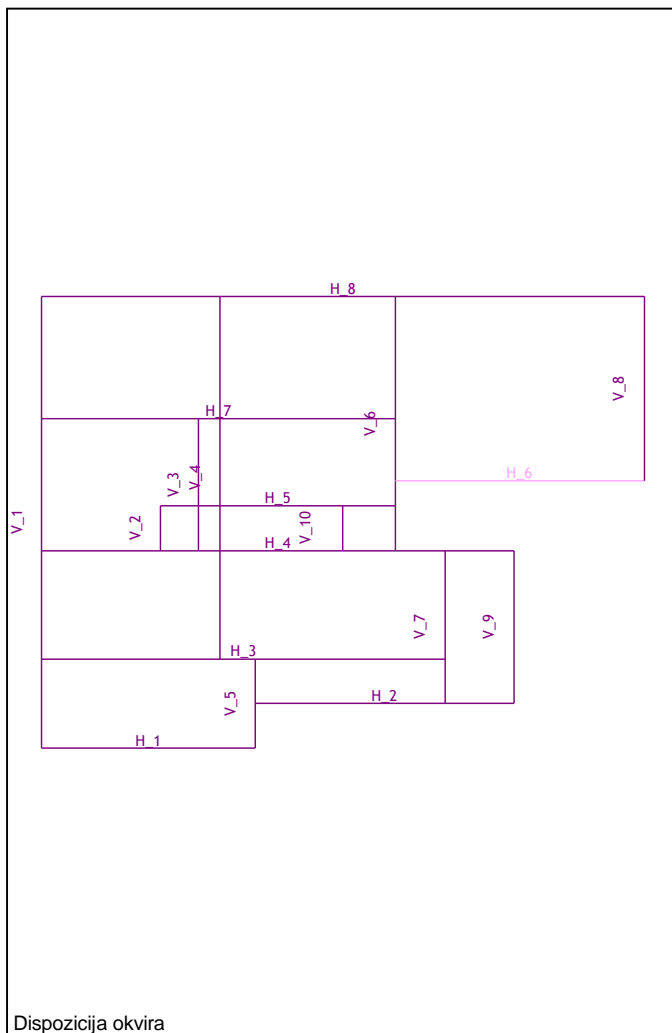 H_8
V_8
H_7
V_6
V_4
V_3
H_6
H_5
V_1
V_2
V_10
H_4
V_7
V_9
H_3
V_5
H_2
H_1
Dispozicija okvira